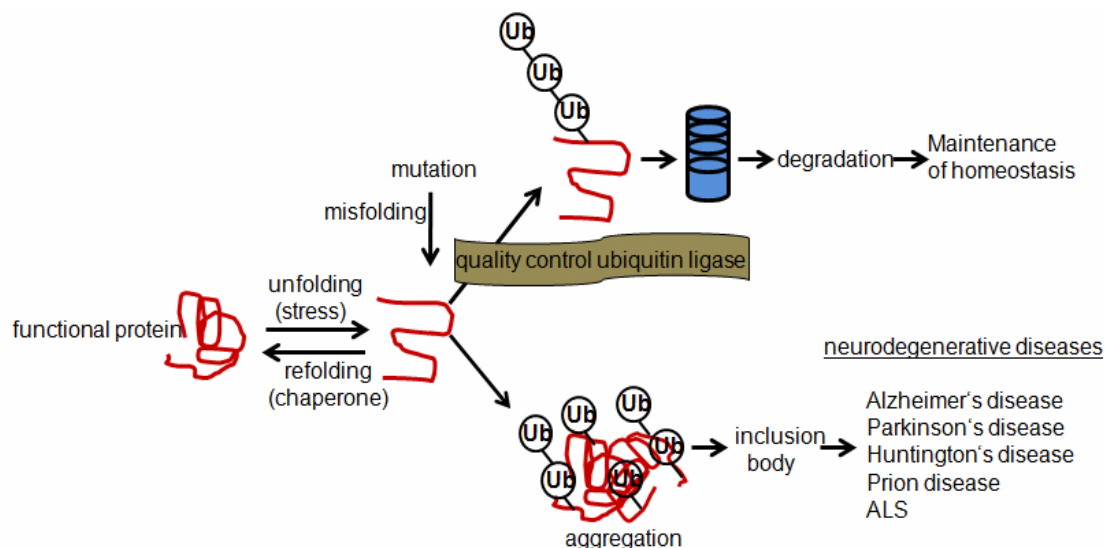 Ub
Ub
Ub
mutation
misfolding
degradation
Maintenance
of homeostasis
quality control ubiquitin ligase
functional protein
unfolding
(stress)
refolding
(chaperone)
neurodegenerative diseases
Ub
Ub
Ub
Ub
Ub
Ub
aggregation
inclusion
body
Alzheimer's disease
Parkinson‘s disease
Huntington‘s disease
Prion disease
ALS